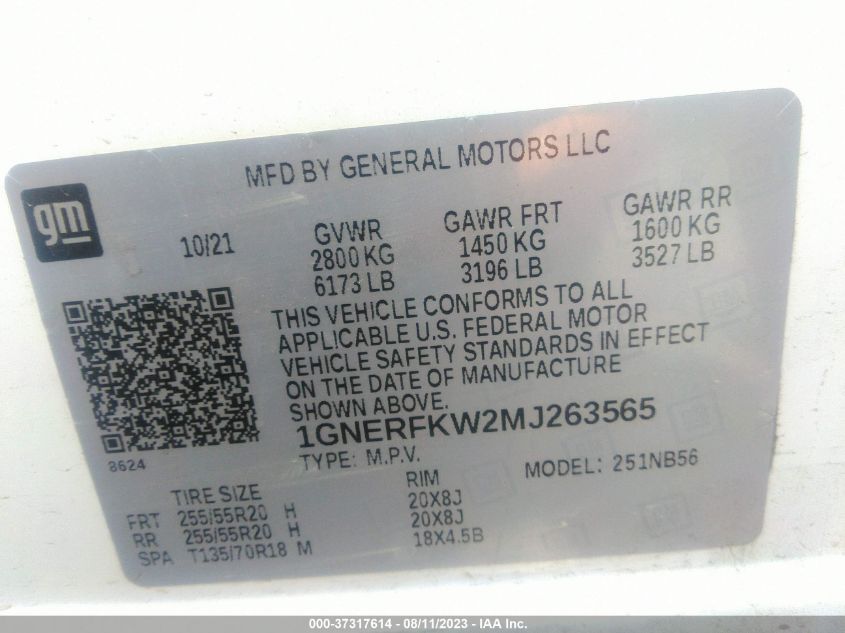 MFD BY GENERAL MOTORS LLC
gm
10/21
GVWR GAWR FRT GAWR RR
2800 KG 1450 KG 1600 KG
6173 LB 3196 LB 3527 LB
THIS VEHICLE CONFORMS TO ALL
APPLICABLE U.S. FEDERAL MOTOR
VEHICLE SAFETY STANDARDS IN EFFECT
ON THE DATE OF MANUFACTURE
SHOWN ABOVE.
1GNERFKW2MJ263565
8624
TYPE: M.P.V. MODEL: 251NB56
TIRE SIZE RIM
FRT 255/55R20 H 20X8J
RR 255/55R20 H 20X8J
SPA T135/70R18 M 18X4.5B
000-37317614 - 08/11/2023 - IAA Inc.